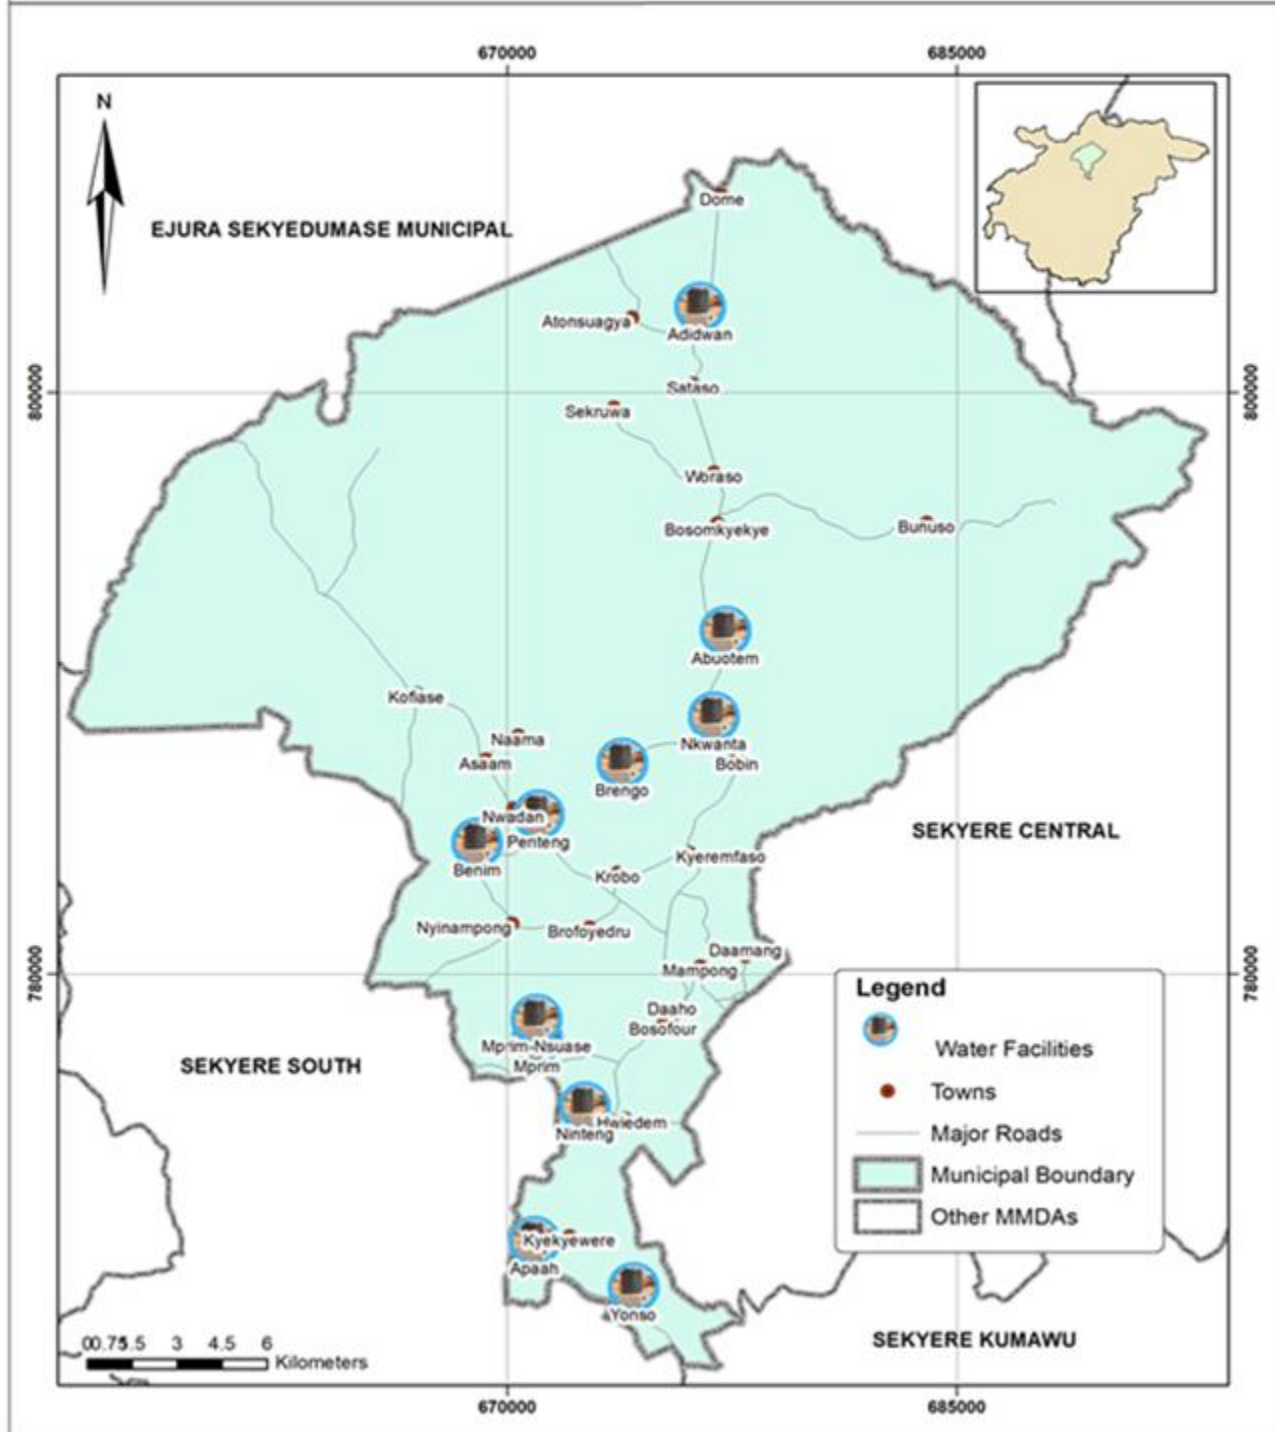 670000
685000
N
EJURA SEKYEDUMASE MUNICIPAL
Dome
Atonsuagya
Adidwan
800000
800000
Sataso
Sekruwa
Woraso
Bosomkyekye
Bunuso
Abuotem
Kofiase
Naama
Nkwanta
Asaam
Bobin
Brengo
Nwadan
SEKYERE CENTRAL
Penteng
Kyeremfaso
Benim
Krobo
Nyinampong
Brofoyedru
Daamang
Mampong
780000
780000
Legend
Water Facilities
Towns
Major Roads
Municipal Boundary
Other MMDAs
Daaho
Bosofour
Mprim-Nsuase
Mprim
SEKYERE SOUTH
Hwiedem
Ninteng
Kyekyewere
Apaah
Yonso
SEKYERE KUMAWU
00.751.5 3 4.5 6
Kilometers
670000
685000